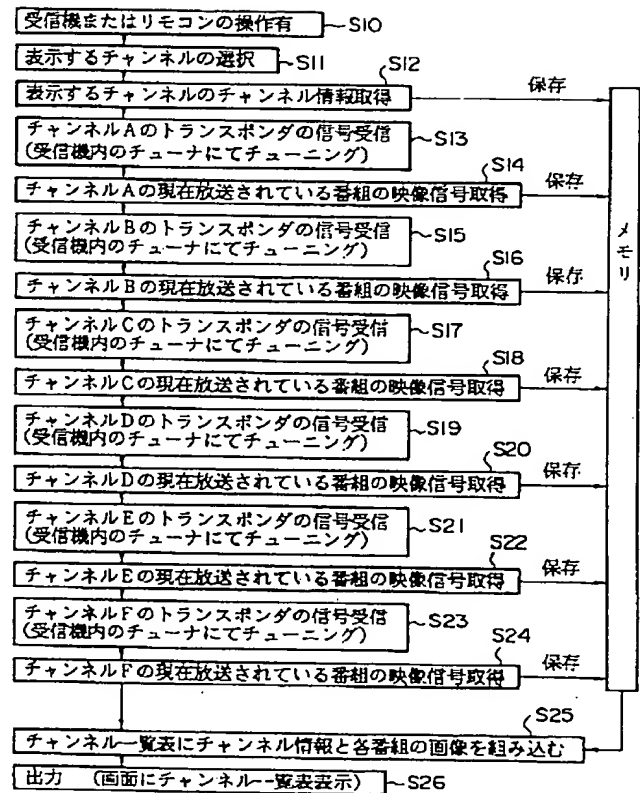 受信機またはリモコンの操作有 S10
表示するチャンネルの選択 S11
表示するチャンネルのチャンネル情報取得 S12 保存
チャンネルAのトランスポンダの信号受信
(受信機内のチューナにてチューニング) S13
チャンネルAの現在放送されている番組の映像信号取得 S14 保存
チャンネルBのトランスポンダの信号受信
(受信機内のチューナにてチューニング) S15
チャンネルBの現在放送されている番組の映像信号取得 S16 保存
チャンネルCのトランスポンダの信号受信
(受信機内のチューナにてチューニング) S17
チャンネルCの現在放送されている番組の映像信号取得 S18 保存
チャンネルDのトランスポンダの信号受信
(受信機内のチューナにてチューニング) S19
チャンネルDの現在放送されている番組の映像信号取得 S20 保存
チャンネルEのトランスポンダの信号受信
(受信機内のチューナにてチューニング) S21
チャンネルEの現在放送されている番組の映像信号取得 S22 保存
チャンネルFのトランスポンダの信号受信
(受信機内のチューナにてチューニング) S23
チャンネルFの現在放送されている番組の映像信号取得 S24 保存
メモリ
チャンネル一覧表にチャンネル情報と各番組の画像を組み込む S25
出力 (画面にチャンネル一覧表表示) S26